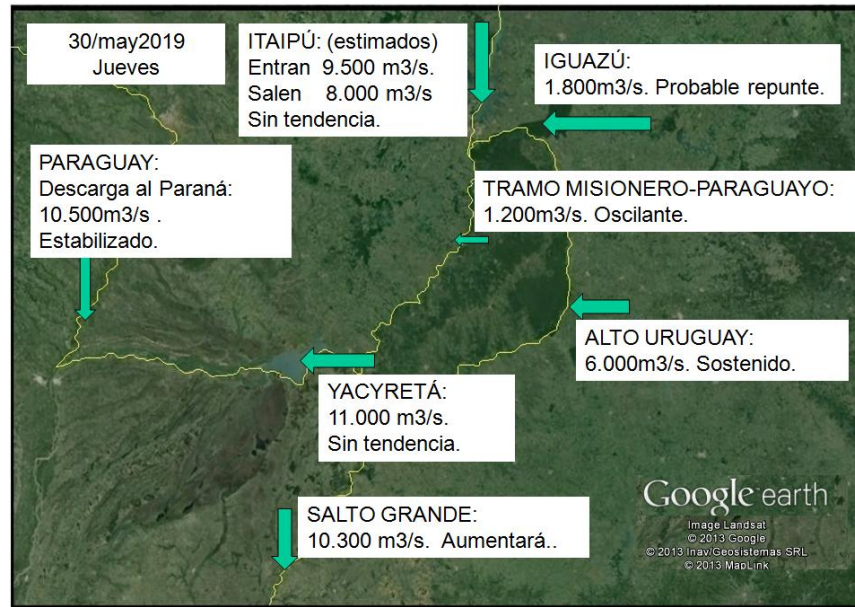 30/may2019
Jueves
ITAIPÚ: (estimados)
Entran 9.500 m3/s.
Salen 8.000 m3/s
Sin tendencia.
IGUAZÚ:
1.800m3/s. Probable repunte.
PARAGUAY:
Descarga al Paraná:
10.500m3/s .
Estabilizado.
TRAMO MISIONERO-PARAGUAYO:
1.200m3/s. Oscilante.
ALTO URUGUAY:
6.000m3/s. Sostenido.
YACYRETÁ:
11.000 m3/s.
Sin tendencia.
SALTO GRANDE:
10.300 m3/s. Aumentará..
Google earth
Image Landsat
© 2013 Google
© 2013 Inav/Geosistemas SRL
© 2013 MapLink